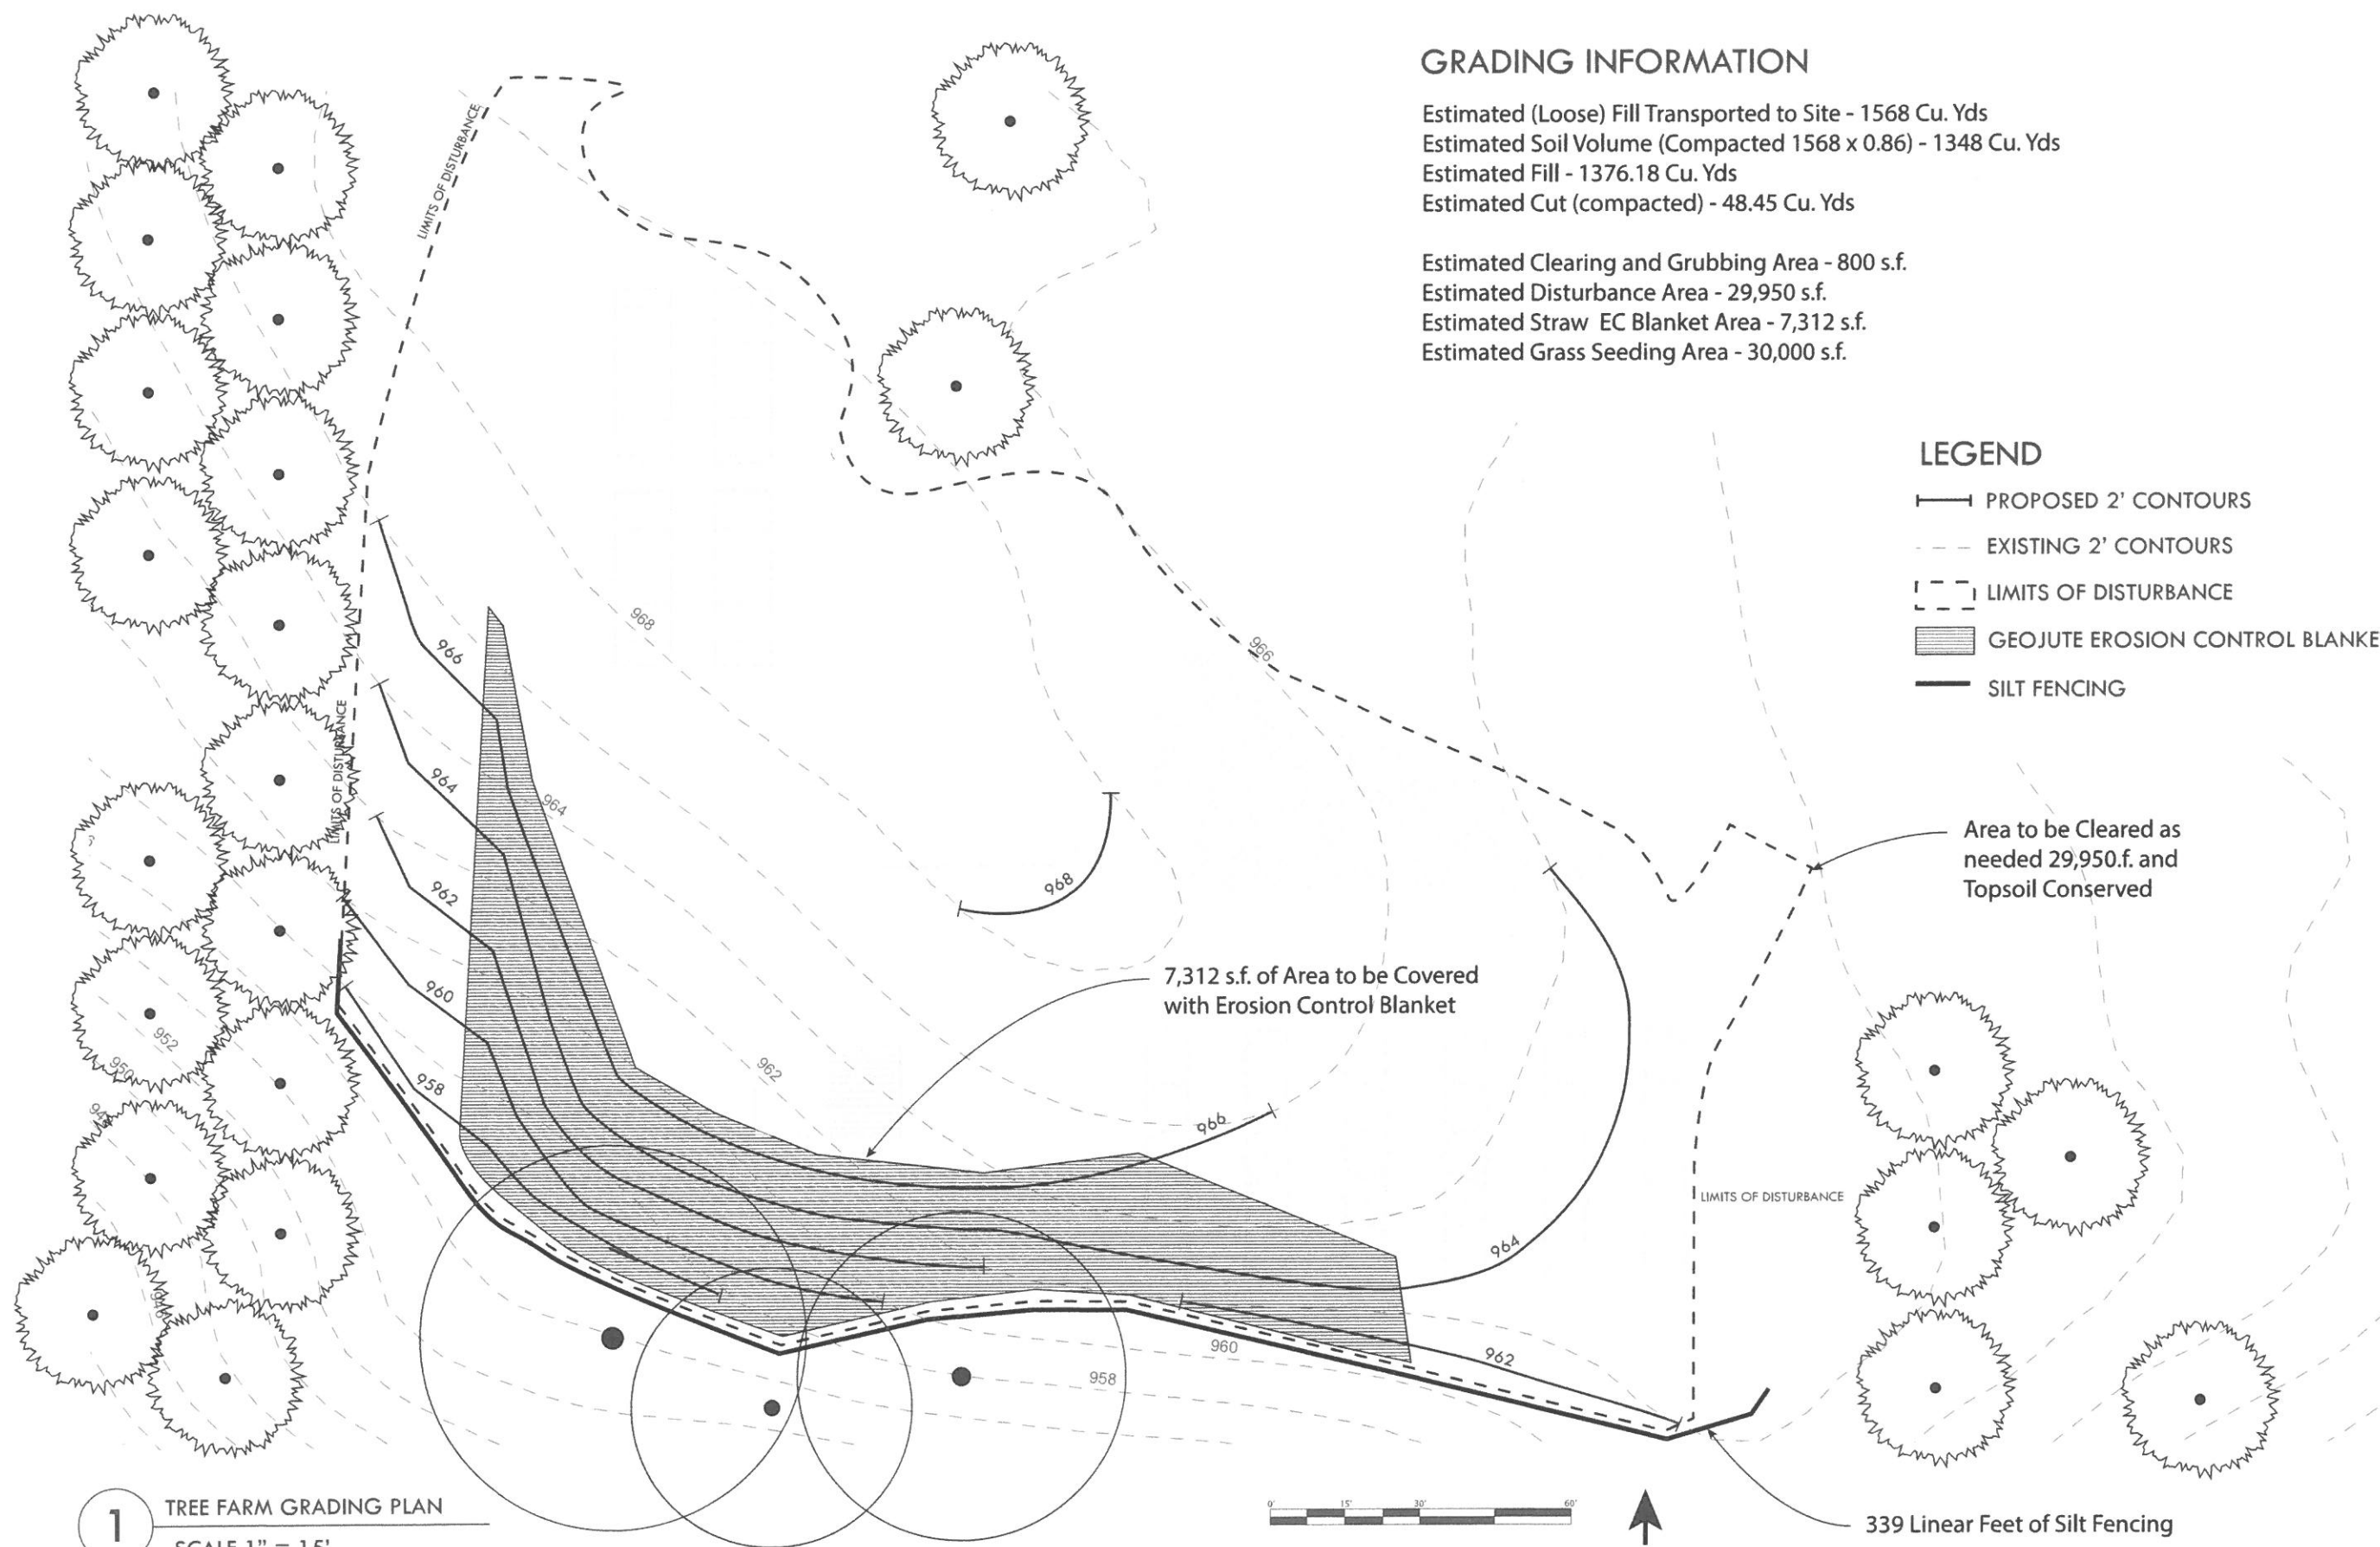 GRADING INFORMATION
Estimated (Loose) Fill Transported to Site - 1568 Cu. Yds
Estimated Soil Volume (Compacted 1568 x 0.86) - 1348 Cu. Yds
Estimated Fill - 1376.18 Cu. Yds
Estimated Cut (compacted) - 48.45 Cu. Yds
Estimated Clearing and Grubbing Area - 800 s.f.
Estimated Disturbance Area - 29,950 s.f.
Estimated Straw EC Blanket Area - 7,312 s.f.
Estimated Grass Seeding Area - 30,000 s.f.
LEGEND
PROPOSED 2' CONTOURS
EXISTING 2' CONTOURS
LIMITS OF DISTURBANCE
GEOJUTE EROSION CONTROL BLANKE
SILT FENCING
LIMITS OF DISTURBANCE
968
966
966
LIMITS OF DISTURBANCE
964
964
962
968
Area to be Cleared as
needed 29,950.f. and
Topsoil Conserved
7,312 s.f. of Area to be Covered
with Erosion Control Blanket
960
952
950
958
962
966
LIMITS OF DISTURBANCE
964
960
962
958
0' 15' 30' 60'
339 Linear Feet of Silt Fencing
1
TREE FARM GRADING PLAN
SCALE 1" = 15'